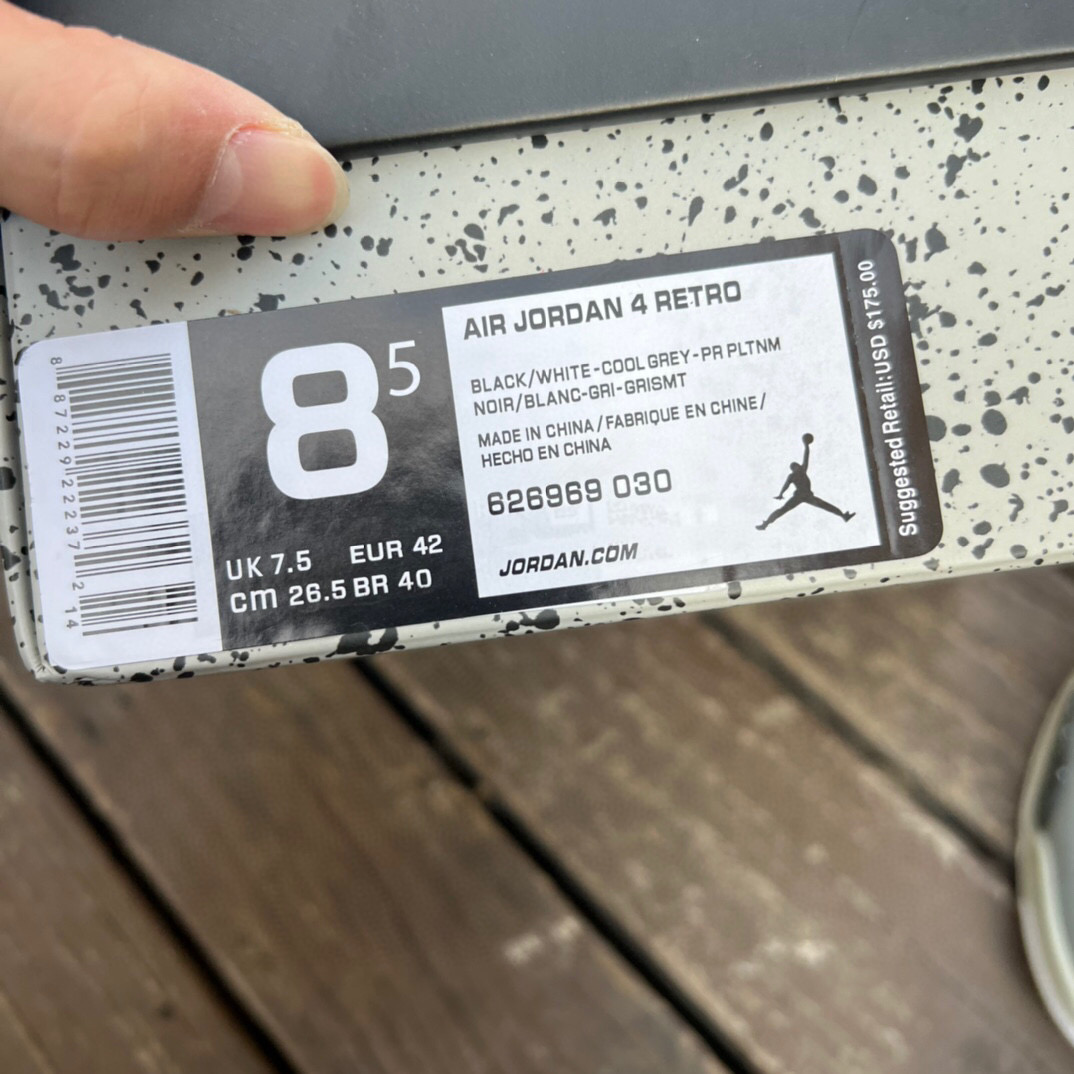 8 87229 22237 2 14
8 5
UK 7.5 EUR 42
cm 26.5 BR 40
AIR JORDAN 4 RETRO
BLACK/WHITE-COOL GREY-PR PLTNM
NOIR/BLANC-GRI-GRISMT
MADE IN CHINA/FABRIQUE EN CHINE/
HECHO EN CHINA
626969 030
JORDAN.COM
Suggested Retail:USD $175.00